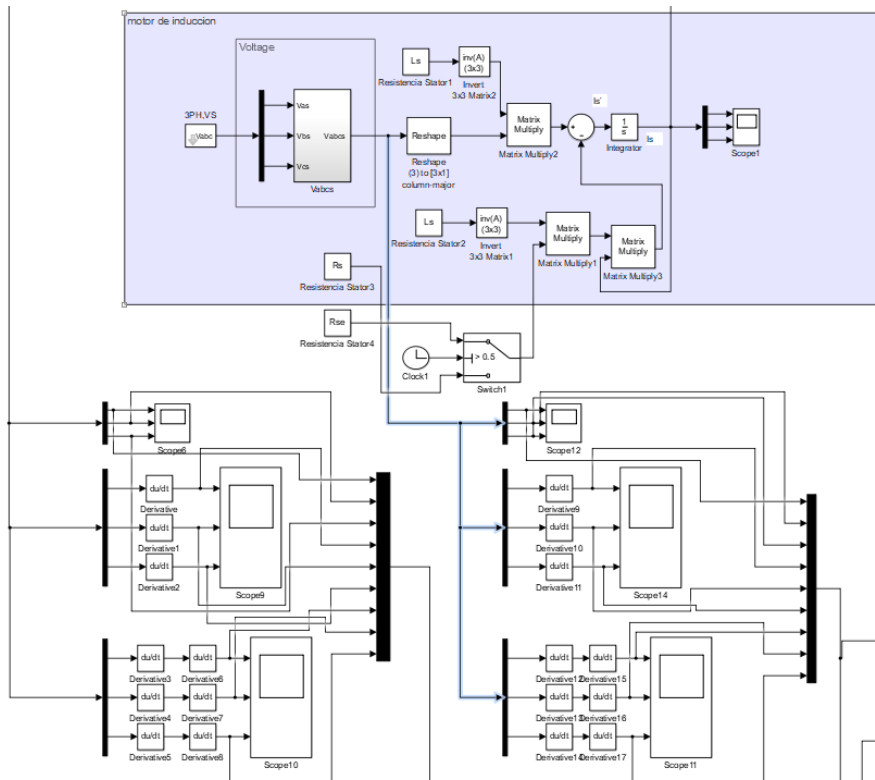 motor de induccion
Voltage
3PH,VS
Vabc
Vas
Vbs
Vcs
Vabcs
Vabcs
Ls
Resistencia Stator1
inv(A)
(3x3)
Invert
3x3 Matrix2
Reshape
Reshape
(3) to [3x1]
column-major
Matrix
Multiply
Matrix Multiply2
Is'
1
s
Integrator
Is
Scope1
Ls
Resistencia Stator2
inv(A)
(3x3)
Invert
3x3 Matrix1
Matrix
Multiply
Matrix Multiply1
Matrix
Multiply
Matrix Multiply3
Rs
Resistencia Stator3
Rse
Resistencia Stator4
Clock1
> 0.5
Switch1
Scope6
Scope12
du/dt
Derivative
du/dt
Derivative1
du/dt
Derivative2
Scope9
du/dt
Derivative9
du/dt
Derivative10
du/dt
Derivative11
Scope14
du/dt
du/dt
Derivative3
Derivative6
du/dt
du/dt
Derivative4
Derivative7
du/dt
du/dt
Derivative5
Derivative8
Scope10
du/dt
du/dt
Derivative12
Derivative15
du/dt
du/dt
Derivative13
Derivative16
du/dt
du/dt
Derivative14
Derivative17
Scope11